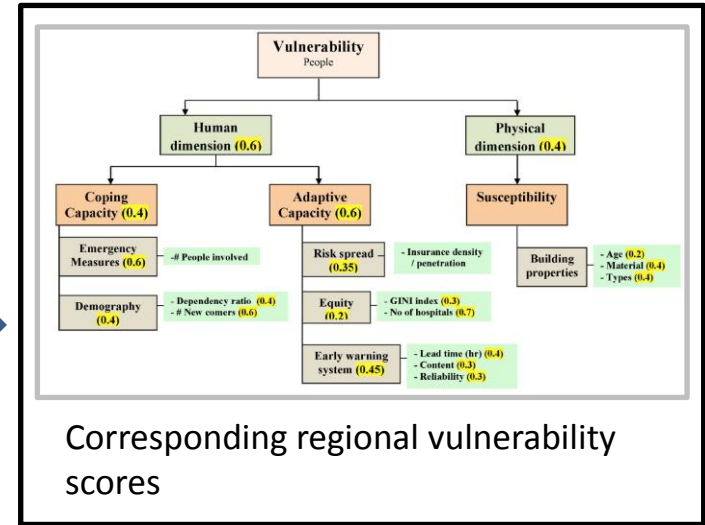 Vulnerability
People
Human
dimension (0.6)
Physical
dimension (0.4)
Coping
Capacity (0.4)
Adaptive
Capacity (0.6)
Susceptibility
Emergency
Measures (0.6)
-# People involved
Demography
(0.4)
- Dependency ratio (0.4)
- # New comers (0.6)
Risk spread
(0.35)
- Insurance density
/ penetration
Equity
(0.2)
- GINI index (0.3)
- No of hospitals (0.7)
Early warning
system (0.45)
- Lead time (hr) (0.4)
- Content (0.3)
- Reliability (0.3)
Building
properties
- Age (0.2)
- Material (0.4)
- Types (0.4)
Corresponding regional vulnerability
scores